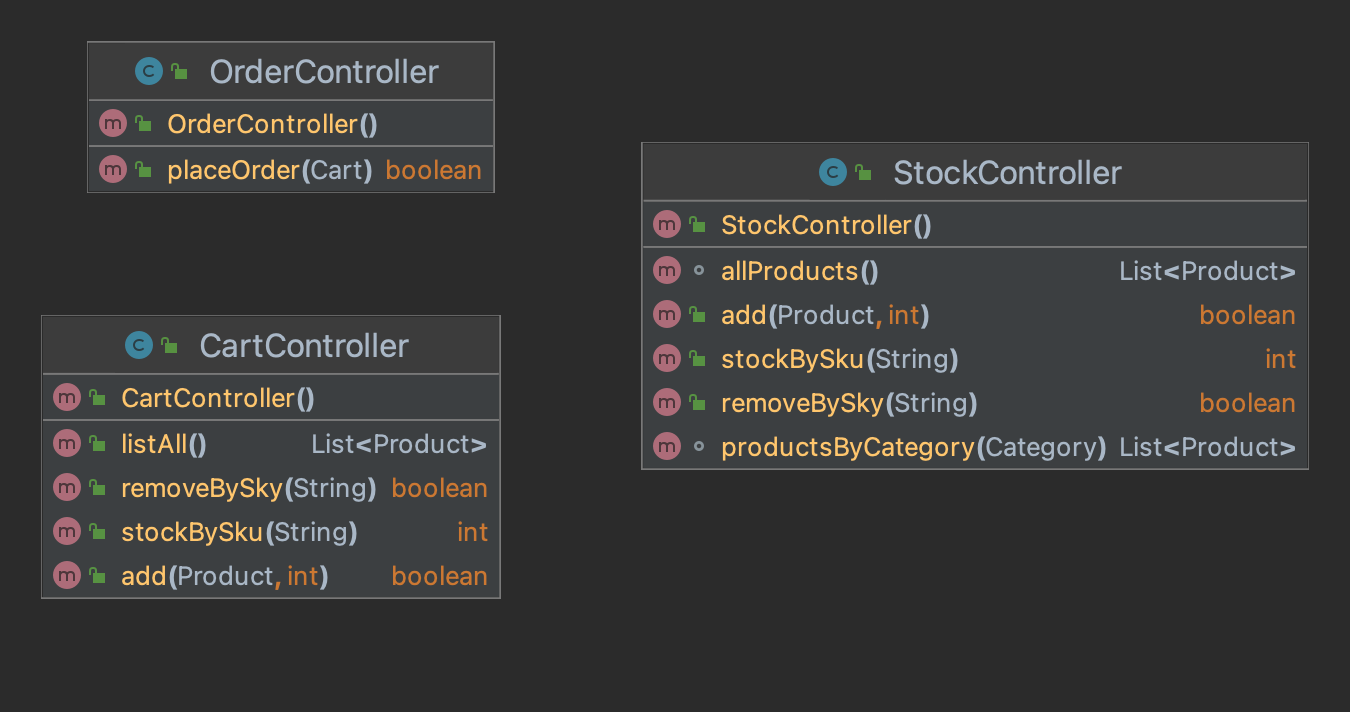 OrderController
OrderController()
placeOrder(Cart) boolean
StockController
StockController()
allProducts() List<Product>
add(Product, int) boolean
stockBySku(String) int
removeBySky(String) boolean
productsByCategory(Category) List<Product>
CartController
CartController()
listAll() List<Product>
removeBySky(String) boolean
stockBySku(String) int
add(Product, int) boolean